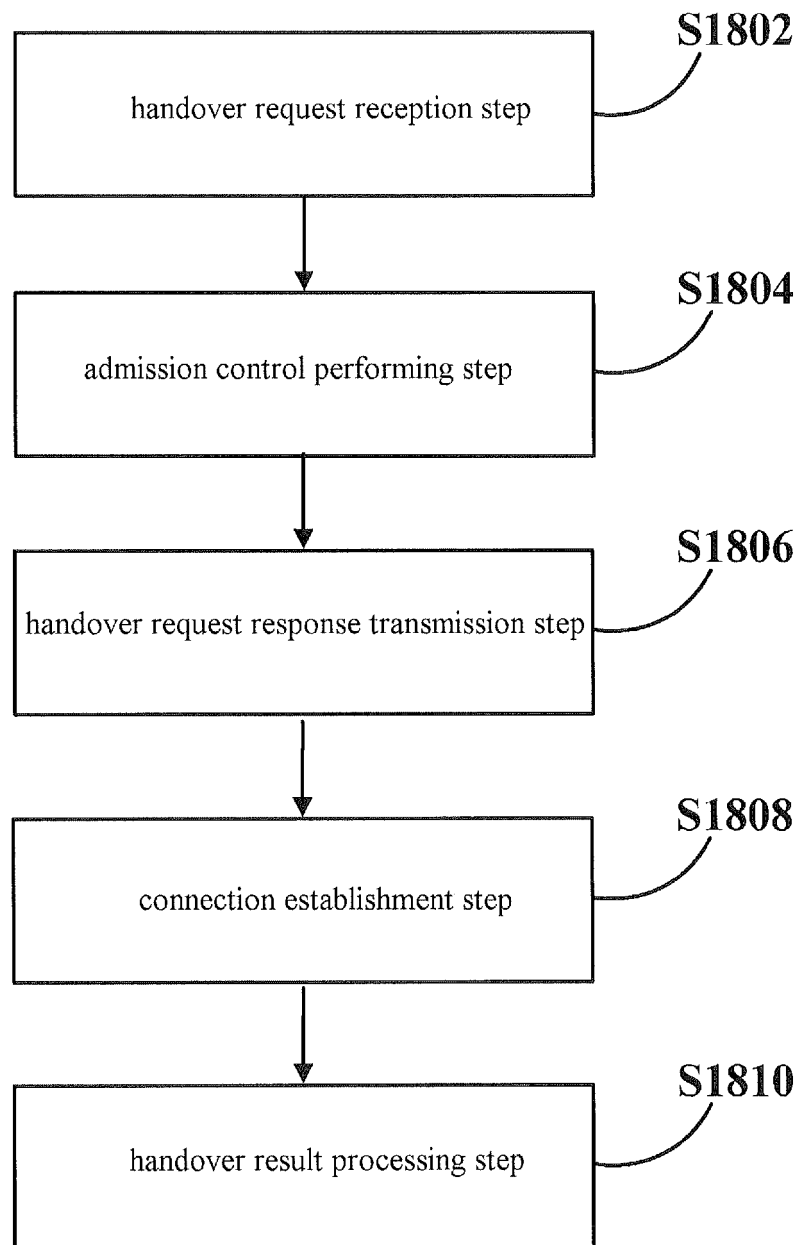 S1802
handover request reception step
S1804
admission control performing step
S1806
handover request response transmission step
S1808
connection establishment step
S1810
handover result processing step